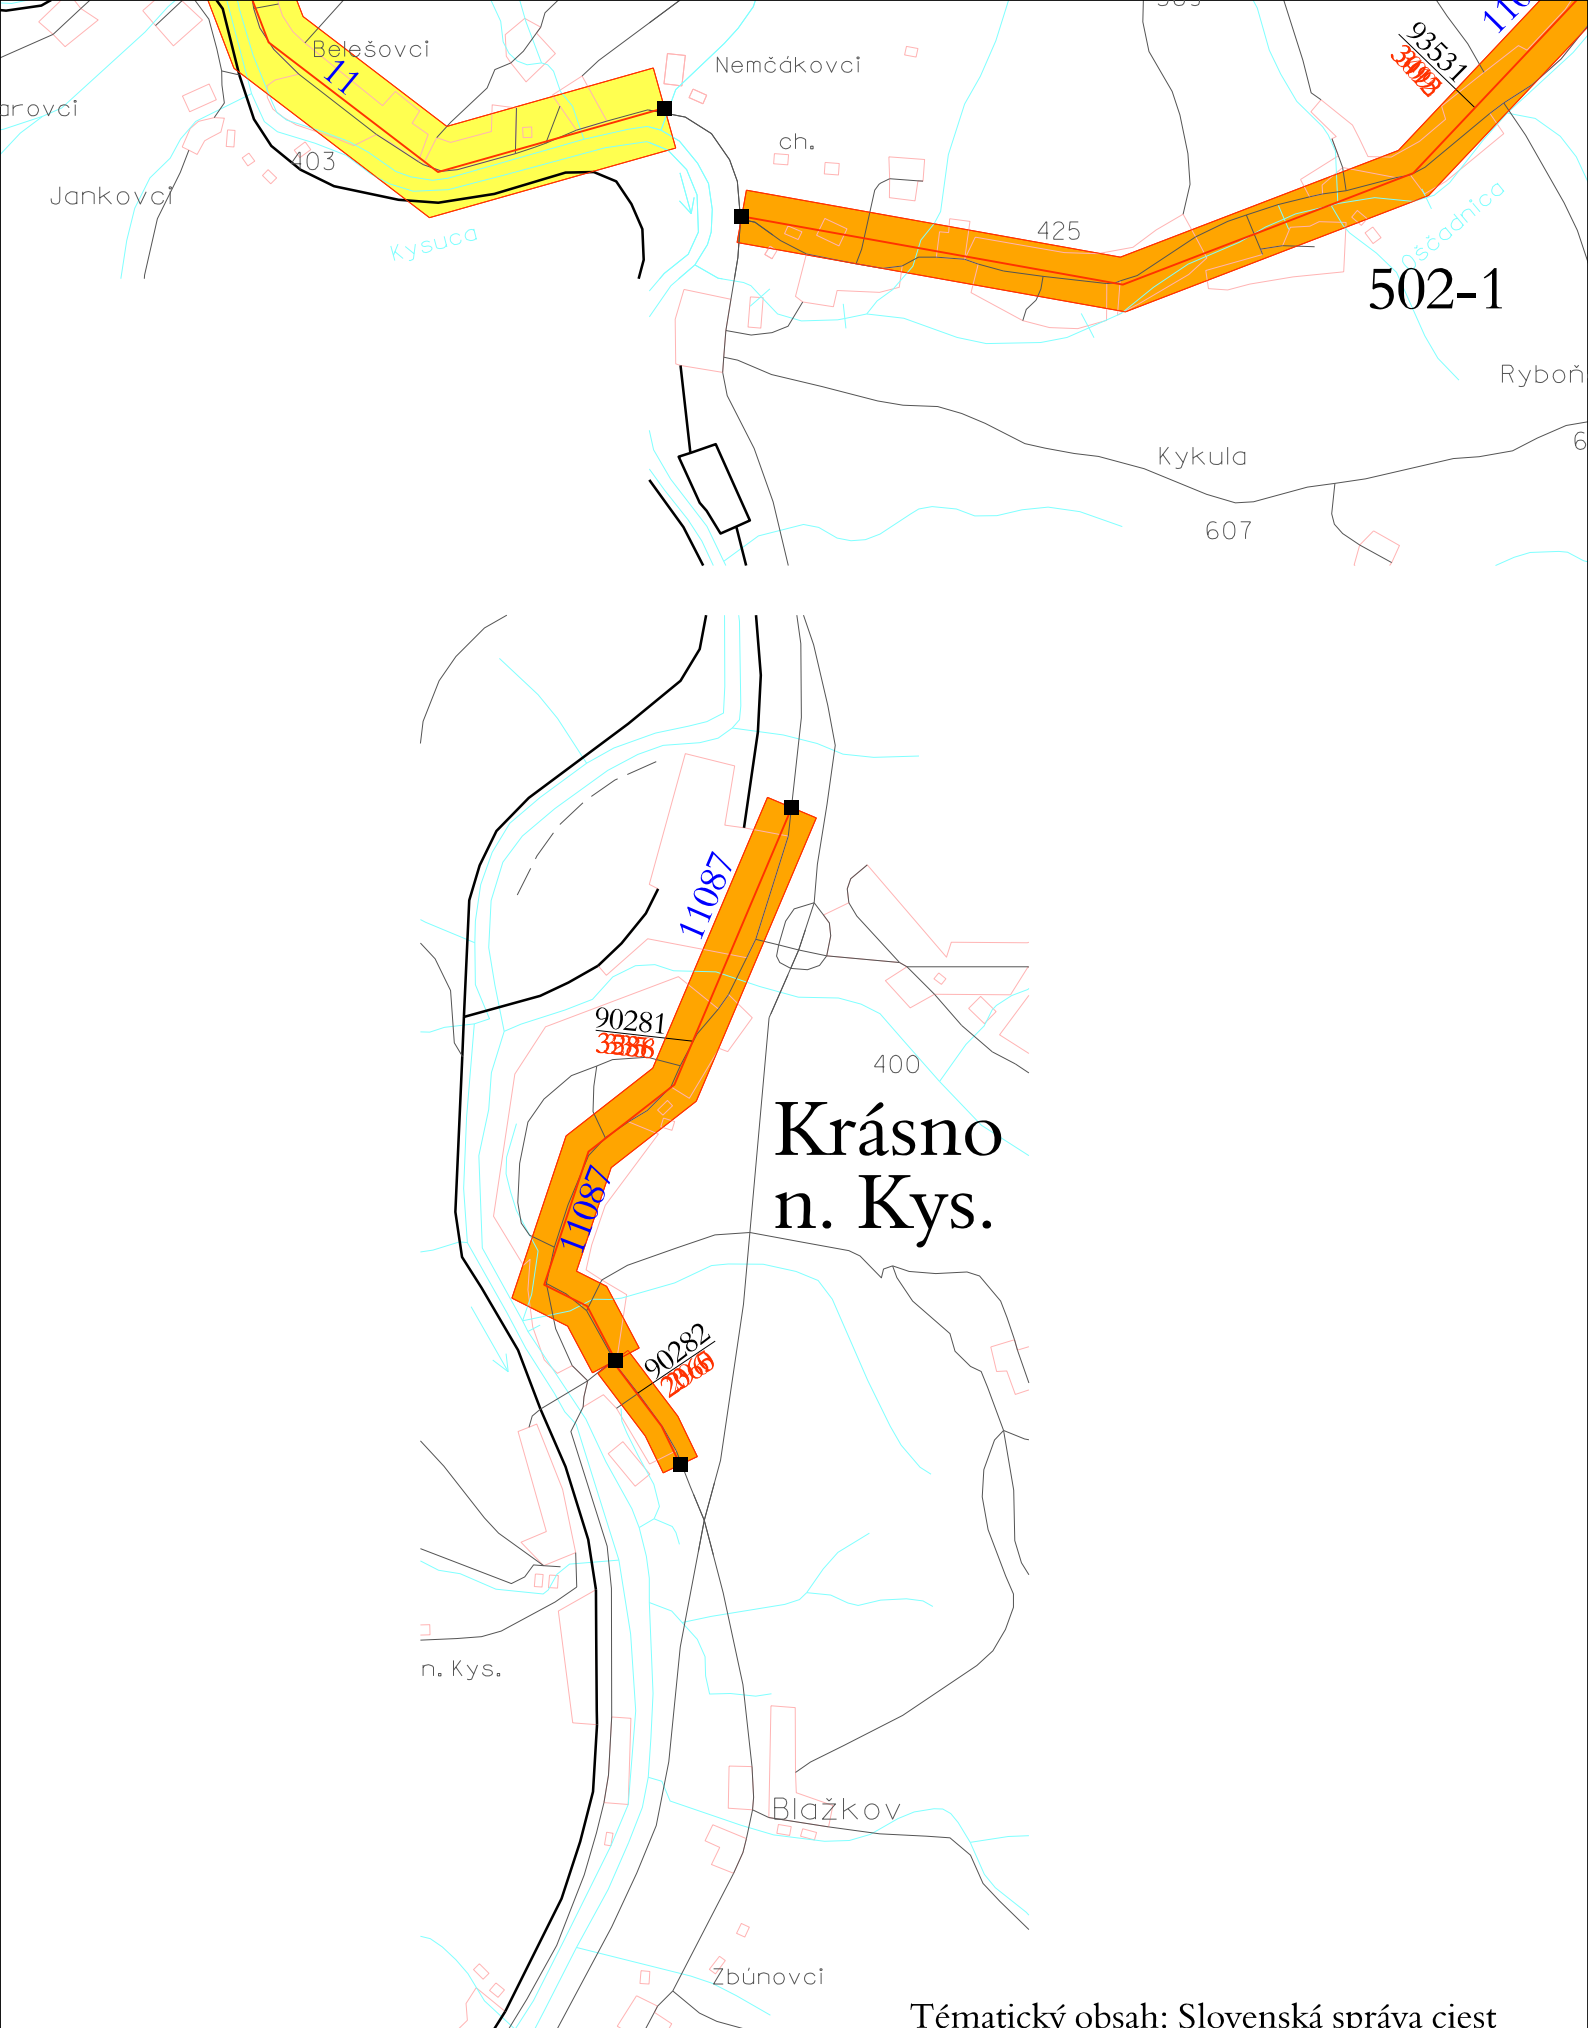 Belešovci
11
Nemčákovci
93531
arovci
ch.
403
Jankovci
Kysuca
425
Oščadnica
502-1
Ryboň
Kykula
6
607
11087
90281
400
Krásno
n. Kys.
11087
90282
n. Kys.
Blažkov
Zbúnovci
Tématický obsah: Slovenská správa ciest